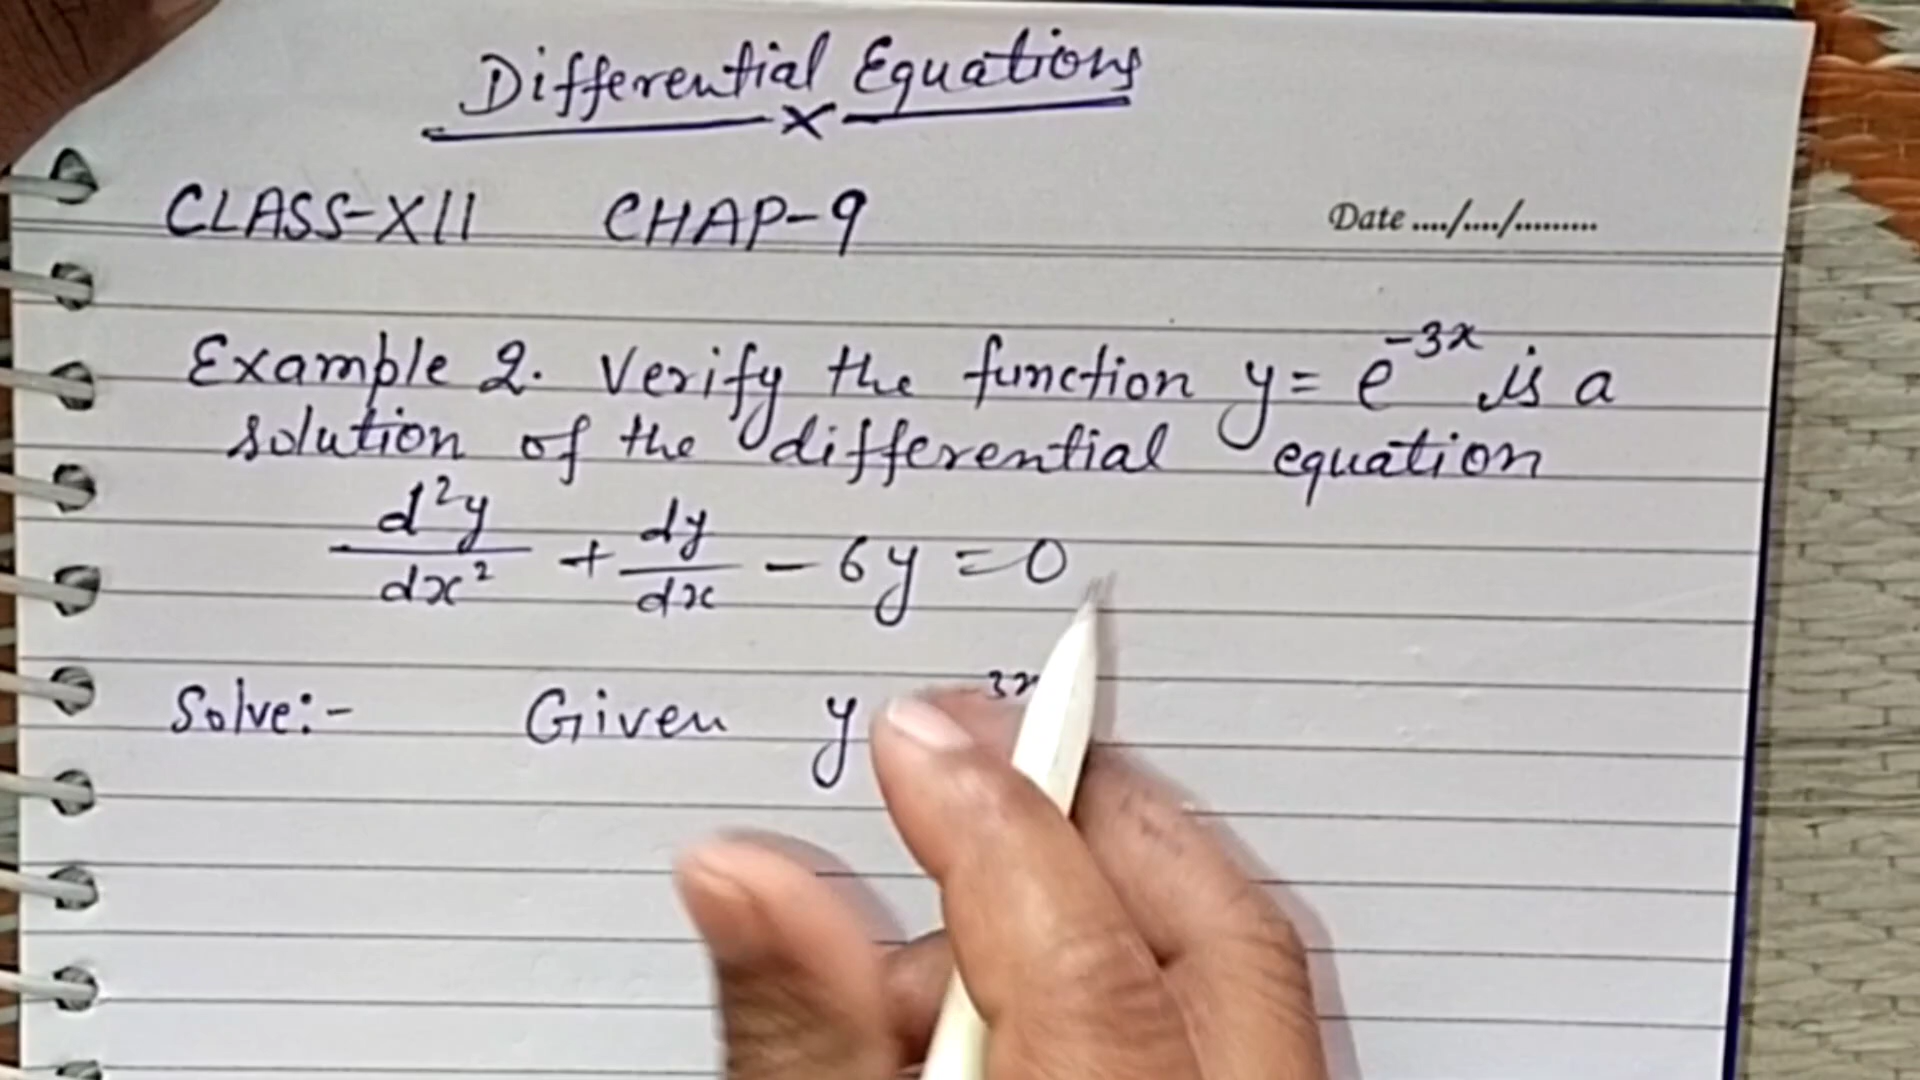 Differential Equations
x
CLASS-XII CHAP-9
Date ..../..../.........
Example 2. Verify the function y = e^{-3x} is a
solution of the differential equation
d²y/dx² + dy/dx - 6y = 0
Solve:- Given y 3x